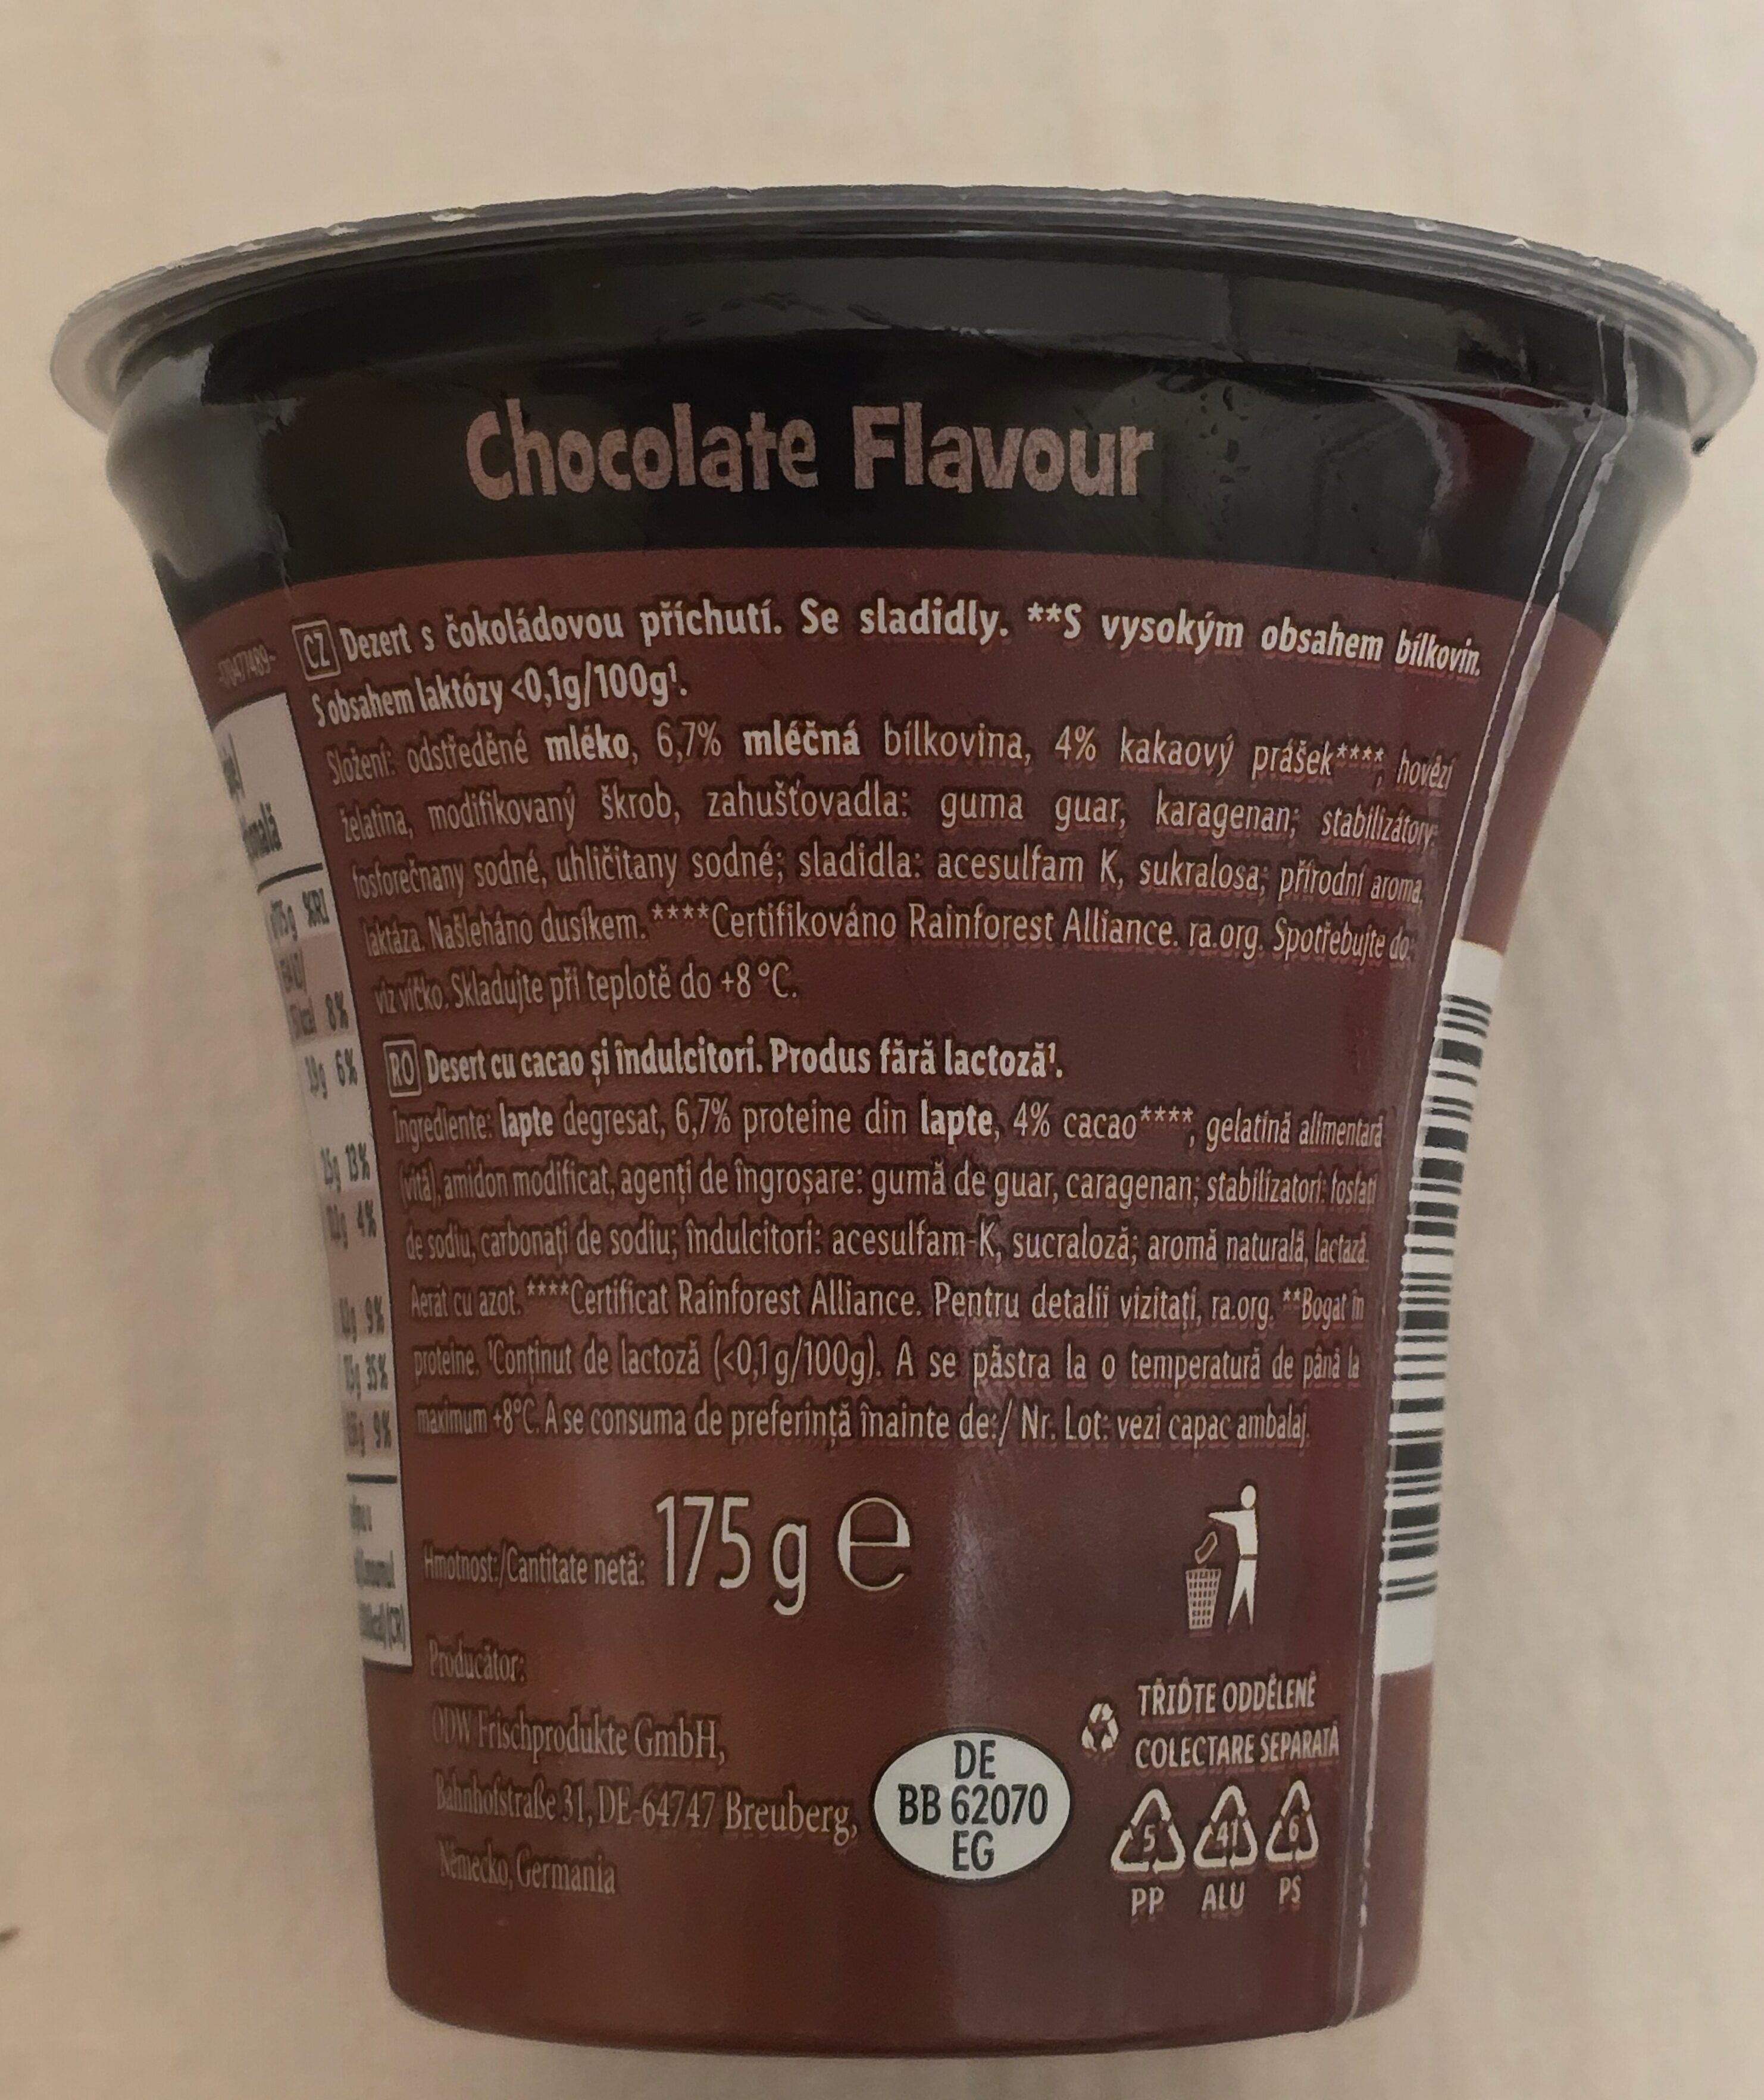 Chocolate Flavour
CZ Dezert s čokoládovou příchutí. Se sladidly. **S vysokým obsahem bílkovin.
S obsahem laktózy <0,1g/100g¹.
Složení: odstředěné mléko, 6,7% mléčná bílkovina, 4% kakaový prášek****, hovězí
želatina, modifikovaný škrob, zahušťovadla: guma guar, karagenan; stabilizátory:
fosforečnany sodné, uhličitany sodné; sladidla: acesulfam K, sukralosa; přírodní aroma,
laktáza. Našleháno dusíkem. ****Certifikováno Rainforest Alliance. ra.org. Spotřebujte do:
viz víčko. Skladujte při teplotě do +8 °C.
8%
6%
13%
4%
9%
35%
9%
RO Desert cu cacao și îndulcitori. Produs fără lactoză¹.
Ingrediente: lapte degresat, 6,7% proteine din lapte, 4% cacao****, gelatină alimentară
(vită), amidon modificat, agenți de îngroșare: gumă de guar, caragenan; stabilizatori: fosfați
de sodiu, carbonați de sodiu; îndulcitori: acesulfam-K, sucraloză; aromă naturală, lactază.
Aerat cu azot. ****Certificat Rainforest Alliance. Pentru detalii vizitați, ra.org. **Bogat în
proteine. ¹Conținut de lactoză (<0,1g/100g). A se păstra la o temperatură de până la
maximum +8°C. A se consuma de preferință înainte de:/ Nr. Lot: vezi capac ambalaj.
Hmotnost:/Cantitate netă: 175 g e
Producător:
ODW Frischprodukte GmbH,
Bahnhofstraße 31, DE-64747 Breuberg,
Německo, Germania
DE
BB 62070
EG
TŘIĎTE ODDĚLENĚ
COLECTARE SEPARATĂ
5 41 6
PP ALU PS